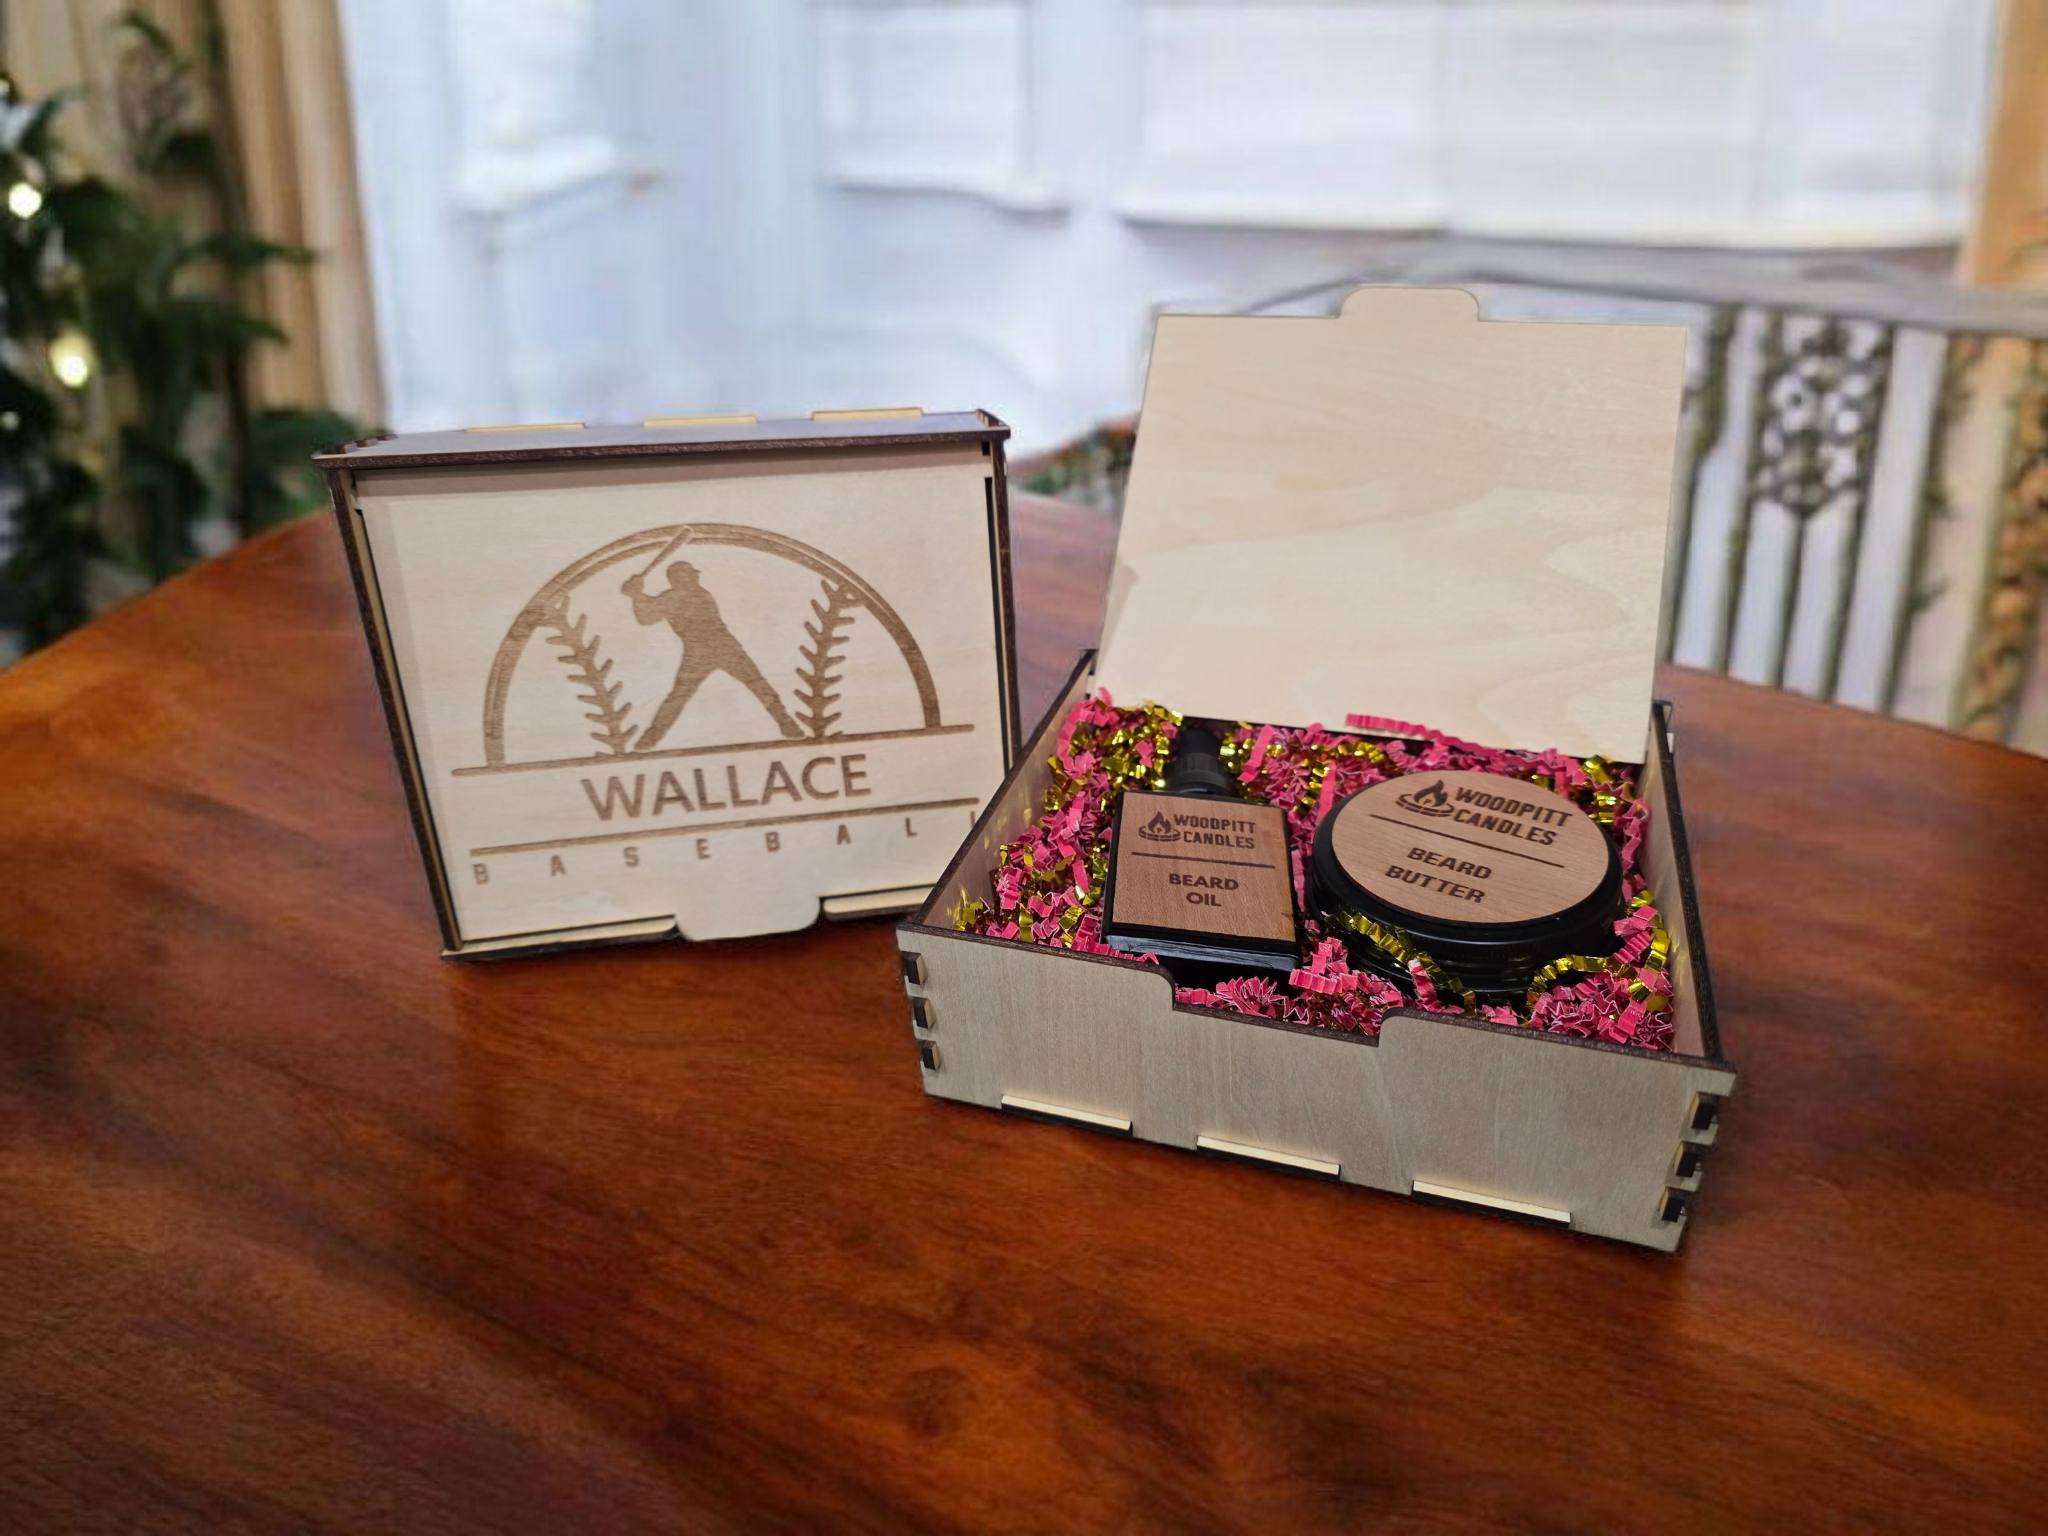 WALLACE
BASEBALL
WOODPITT
CANDLES
BEARD
OIL
WOODPITT
CANDLES
BEARD
BUTTER